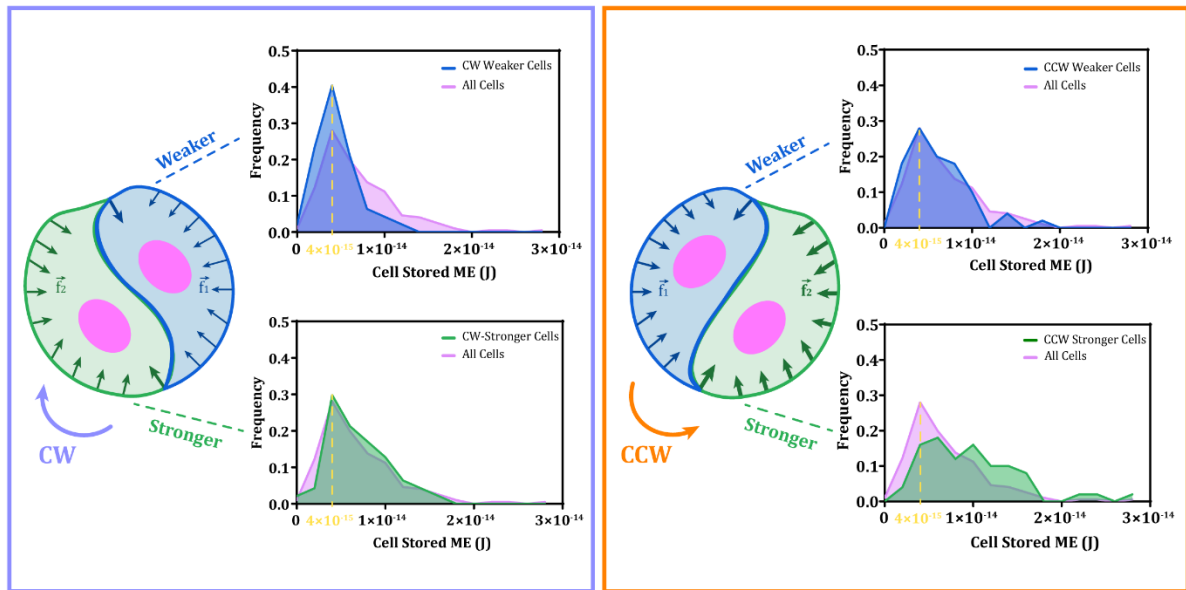 0.5
0.4
0.3
0.2
0.1
0.0
Frequency
CW Weaker Cells
All Cells
0
4×10⁻¹⁵
1×10⁻¹⁴
2×10⁻¹⁴
3×10⁻¹⁴
Cell Stored ME (J)
Weaker
f₂
f₁
Stronger
CW
0.5
0.4
0.3
0.2
0.1
0.0
Frequency
CW-Stronger Cells
All Cells
0
4×10⁻¹⁵
1×10⁻¹⁴
2×10⁻¹⁴
3×10⁻¹⁴
Cell Stored ME (J)
0.5
0.4
0.3
0.2
0.1
0.0
Frequency
CCW Weaker Cells
All Cells
0
4×10⁻¹⁵
1×10⁻¹⁴
2×10⁻¹⁴
3×10⁻¹⁴
Cell Stored ME (J)
Weaker
f₁
f₂
Stronger
CCW
0.5
0.4
0.3
0.2
0.1
0.0
Frequency
CCW Stronger Cells
All Cells
0
4×10⁻¹⁵
1×10⁻¹⁴
2×10⁻¹⁴
3×10⁻¹⁴
Cell Stored ME (J)